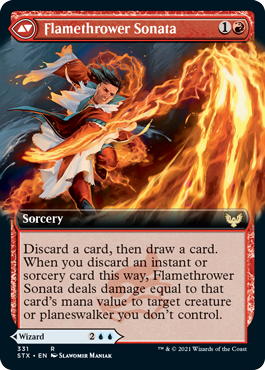 Flamethrower Sonata 1
Sorcery
Discard a card, then draw a card.
When you discard an instant or
sorcery card this way, Flamethrower
Sonata deals damage equal to that
card's mana value to target creature
or planeswalker you don't control.
Wizard 2
331 R
STX • EN Slawomir Maniak
™ & © 2021 Wizards of the Coast